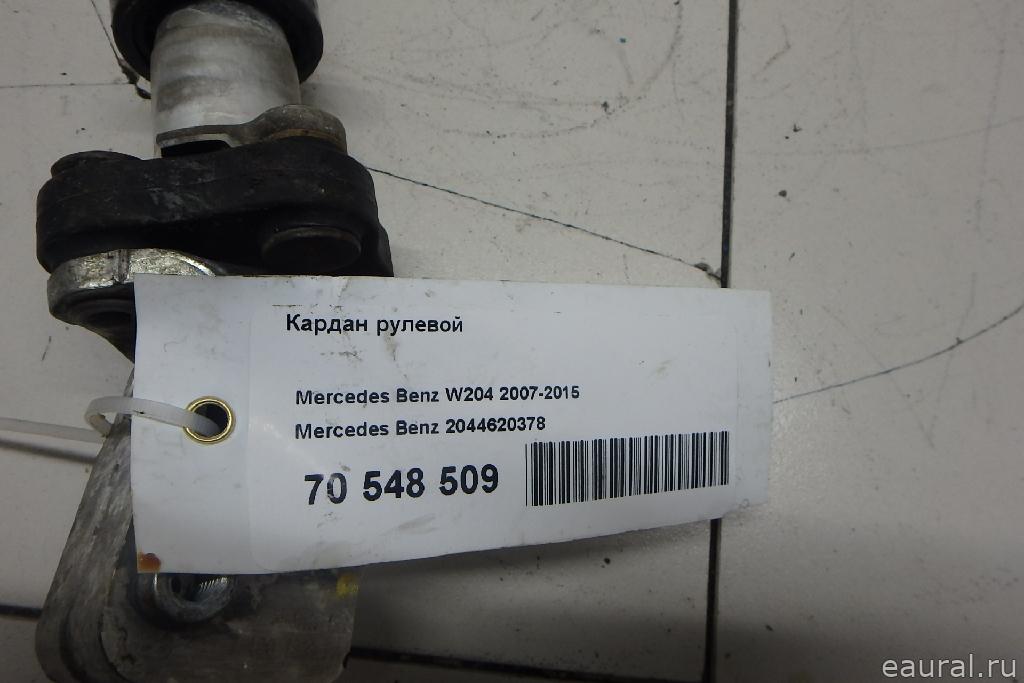 Кардан рулевой
Mercedes Benz W204 2007-2015
Mercedes Benz 2044620378
70 548 509
eaural.ru